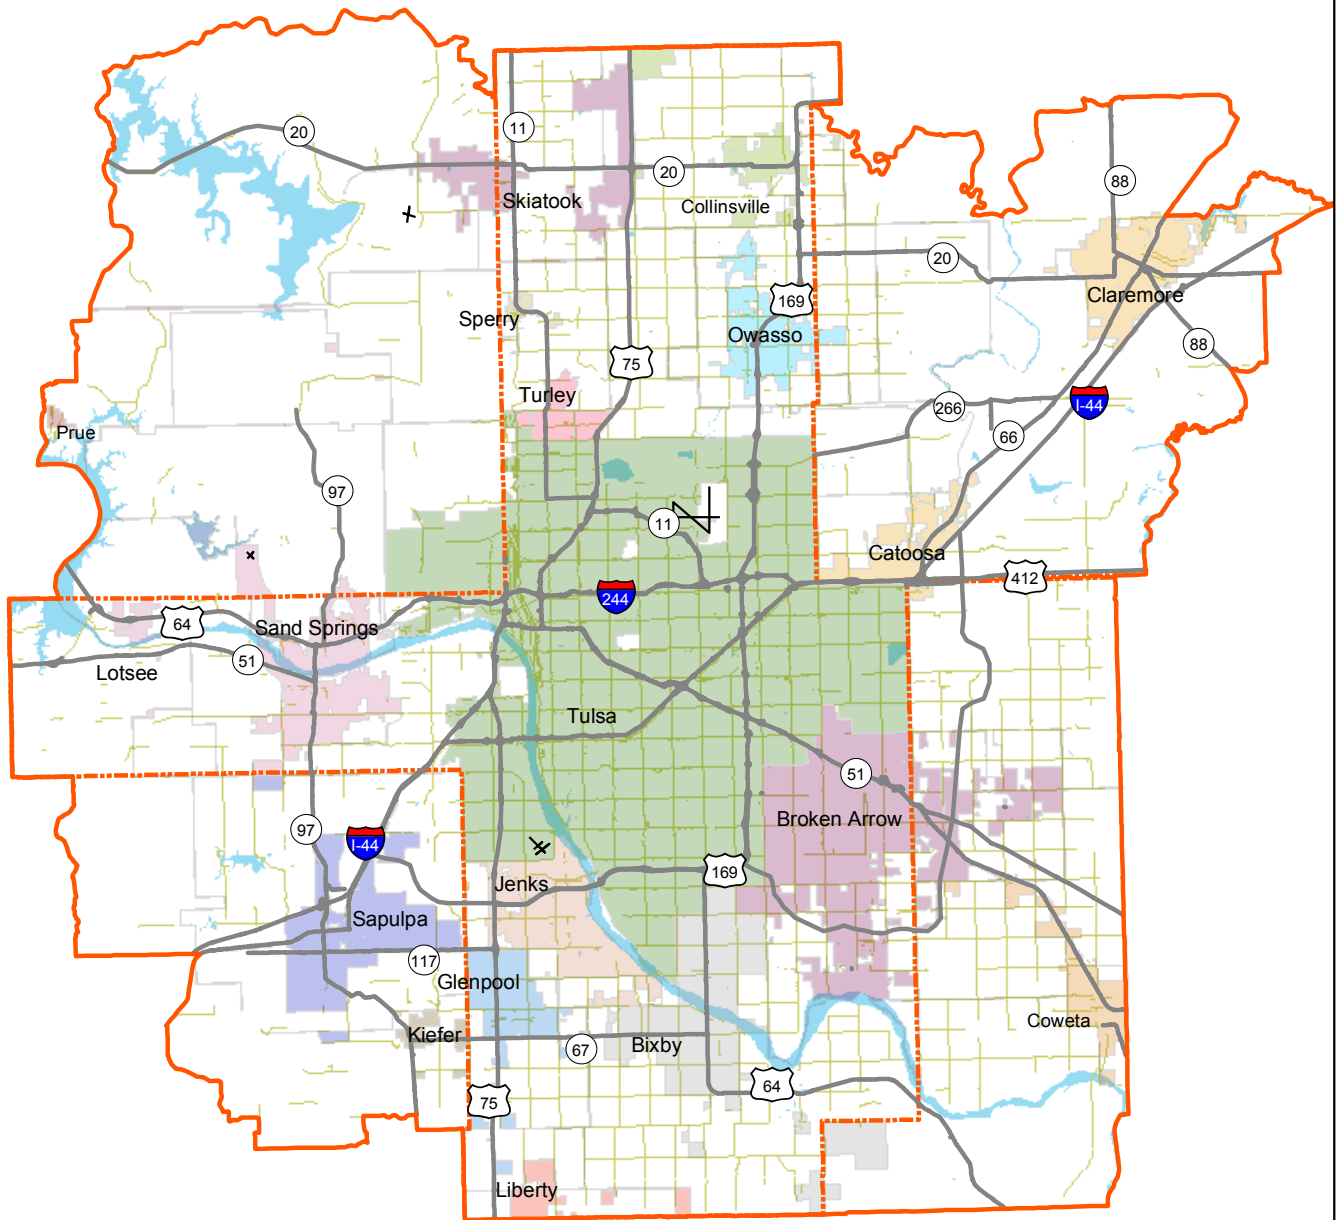 20
11
20
88
Skiatook
Collinsville
20
Claremore
169
Sperry
Owasso
88
75
Turley
I-44
266
Prue
66
97
11
Catoosa
412
244
64
Sand Springs
51
Lotsee
Tulsa
51
Broken Arrow
97
I-44
169
Jenks
Sapulpa
117
Glenpool
Coweta
Kiefer
67
Bixby
64
75
Liberty